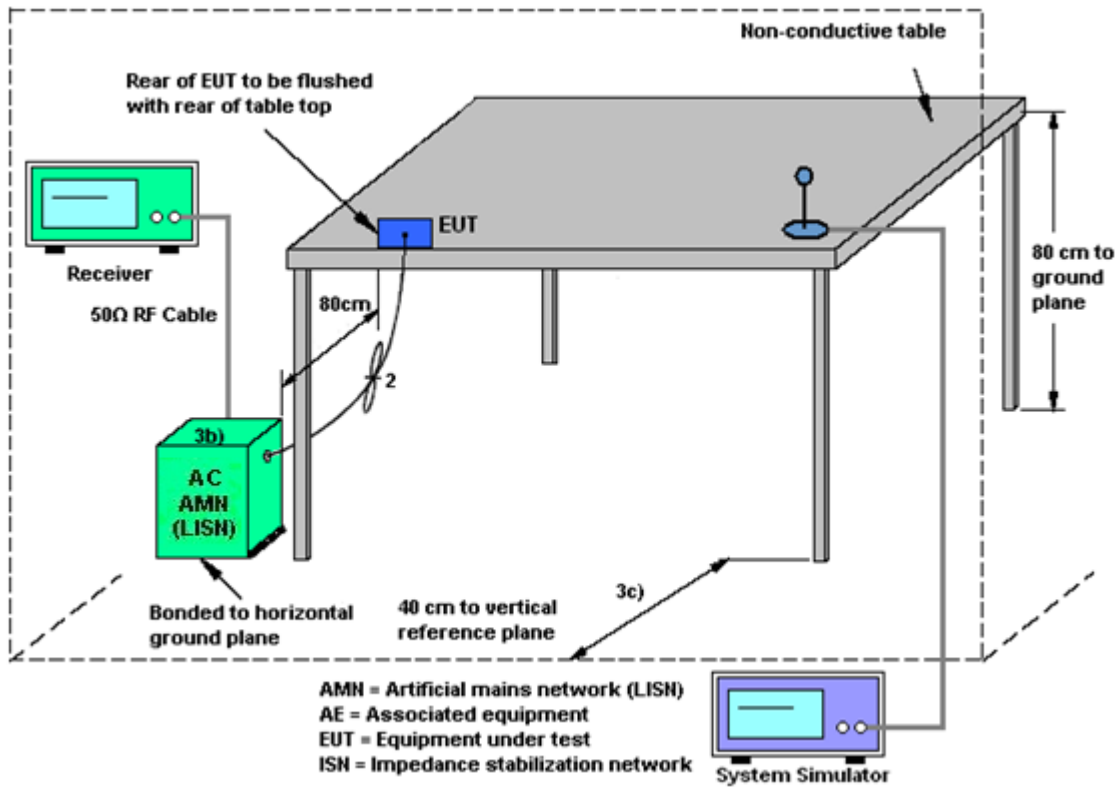 Non-conductive table
Rear of EUT to be flushed
with rear of table top
EUT
Receiver
80 cm to
ground
plane
80cm
50Ω RF Cable
2
3b)
AC
AMN
(LISN)
Bonded to horizontal
ground plane
40 cm to vertical
reference plane
3c)
AMN = Artificial mains network (LISN)
AE = Associated equipment
EUT = Equipment under test
ISN = Impedance stabilization network
System Simulator